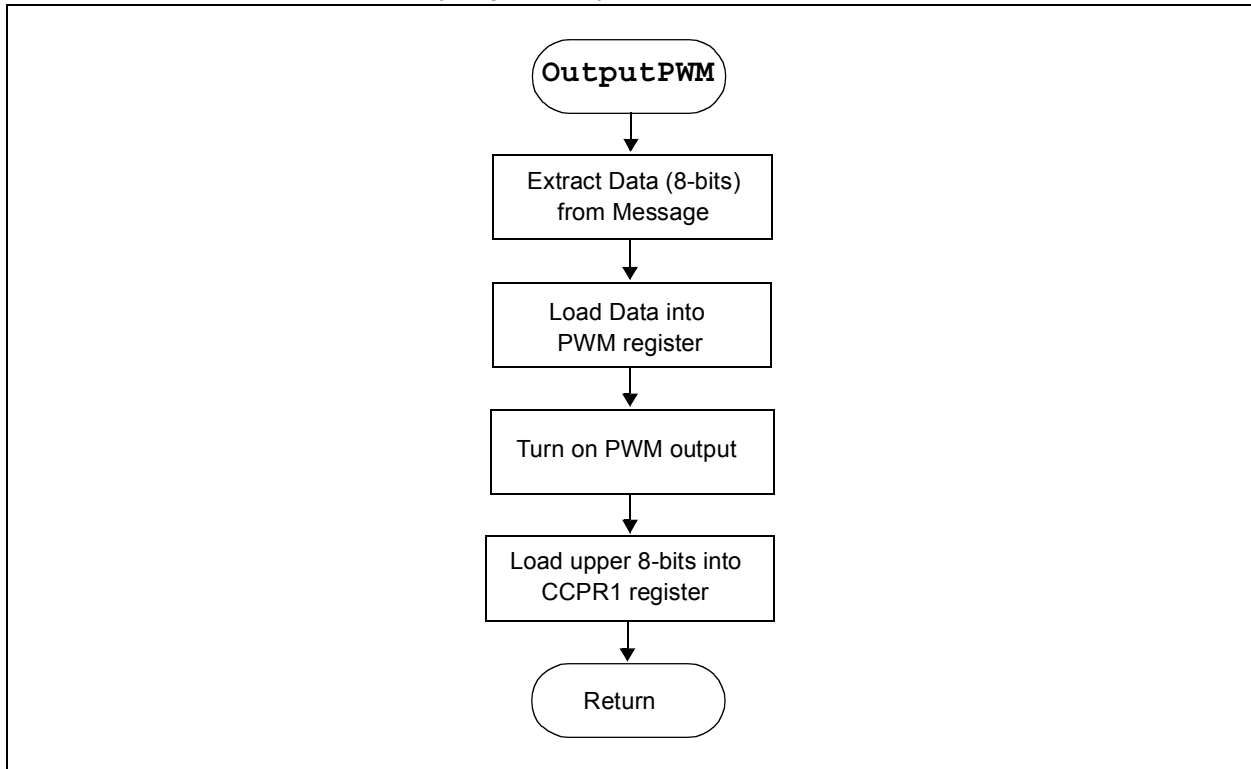 OutputPWM
Extract Data (8-bits)
from Message
Load Data into
PWM register
Turn on PWM output
Load upper 8-bits into
CCPR1 register
Return